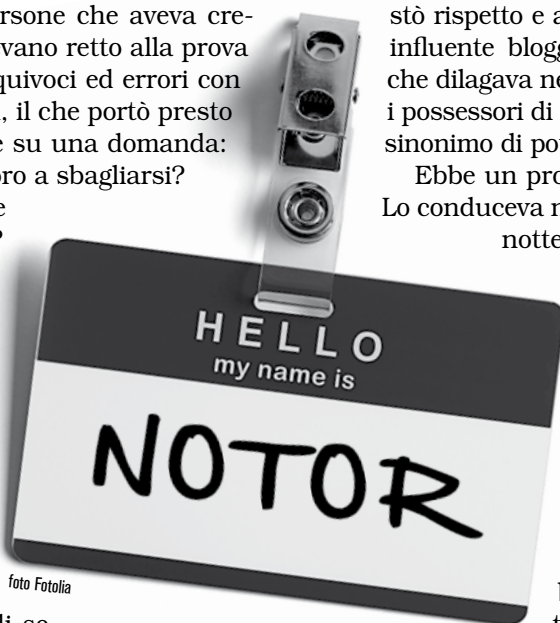 rsone che aveva cre-
vano retto alla prova
quivoci ed errori con
, il che portò presto
e su una domanda:
oro a sbagliarsi?
e
?
stò rispetto e a
influente blogg
che dilagava ne
i possessori di
sinonimo di po
Ebbe un pro
Lo conduceva n
notte
HELLO
my name is
NOTOR
foto Fotolia